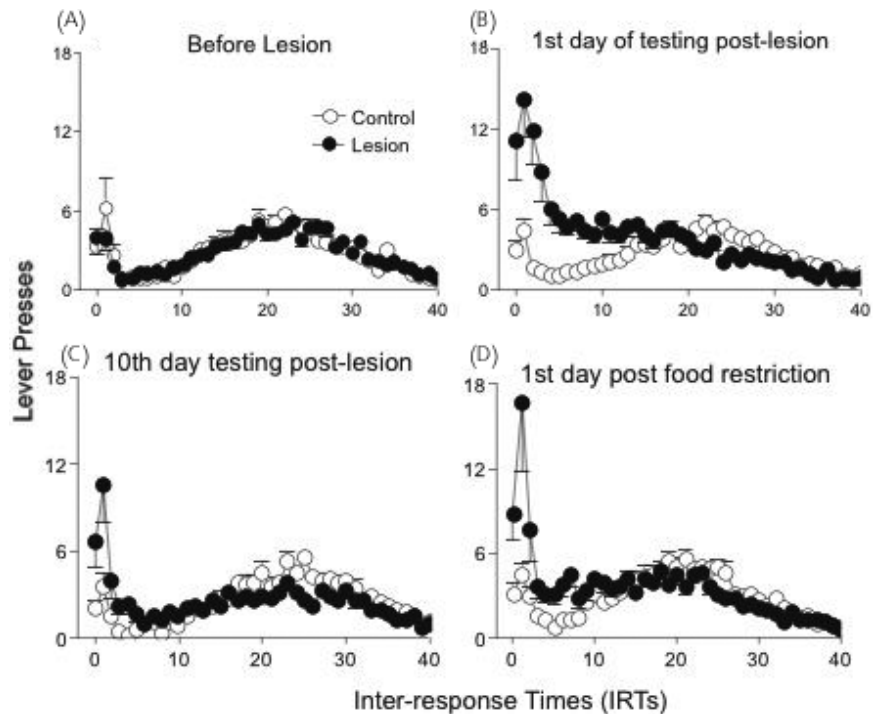 (A)
Before Lesion
18
12
6
0
0 10 20 30 40
Control
Lesion
(B)
1st day of testing post-lesion
18
12
6
0
0 10 20 30 40
(C)
10th day testing post-lesion
18
12
6
0
0 10 20 30 40
(D)
1st day post food restriction
18
12
6
0
0 10 20 30 40
Lever Presses
Inter-response Times (IRTs)